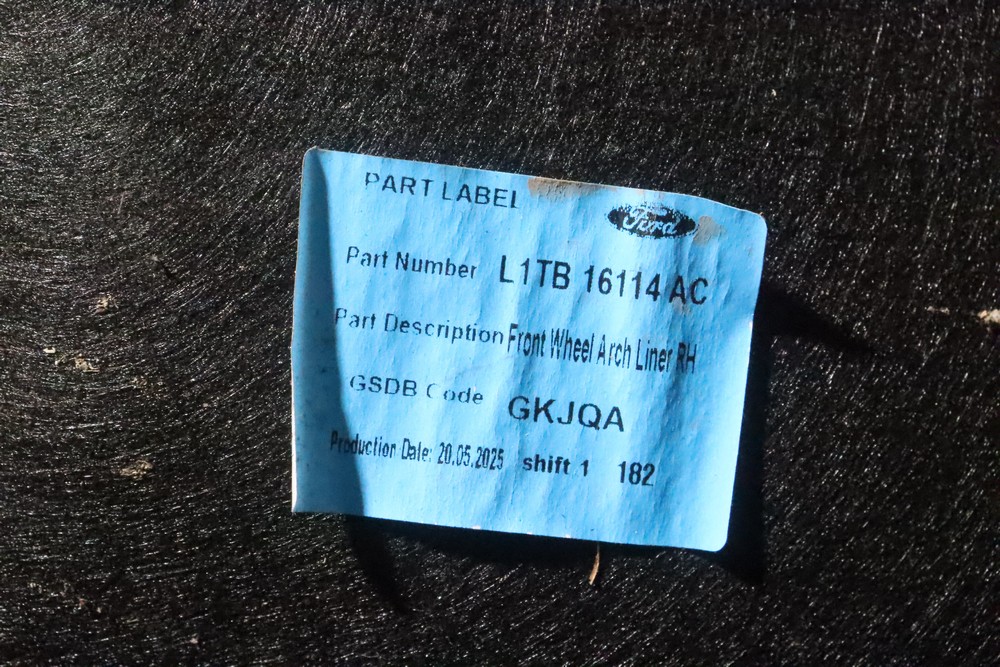 PART LABEL
Ford
Part Number L1TB 16114 AC
Part Description Front Wheel Arch Liner RH
GSDB Code GKJQA
Production Date: 20.05.2025 shift 1 182